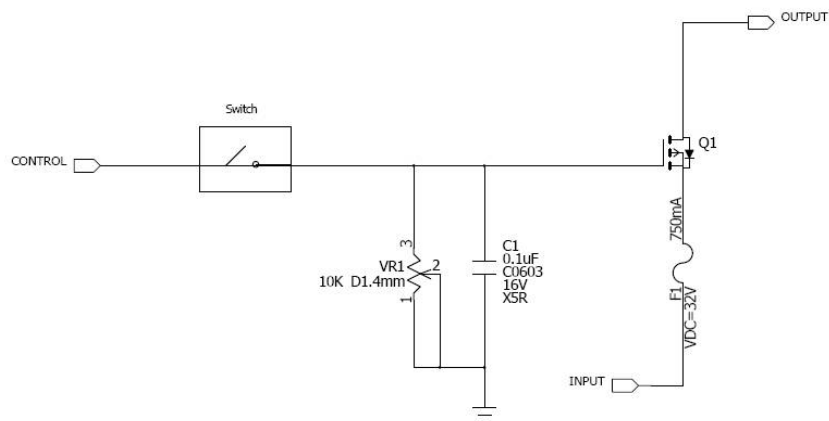 OUTPUT
Switch
CONTROL
Q1
750mA
3
VR1
2
10K D1.4mm
1
C1
0.1uF
C0603
16V
X5R
F1
VDC=32V
INPUT